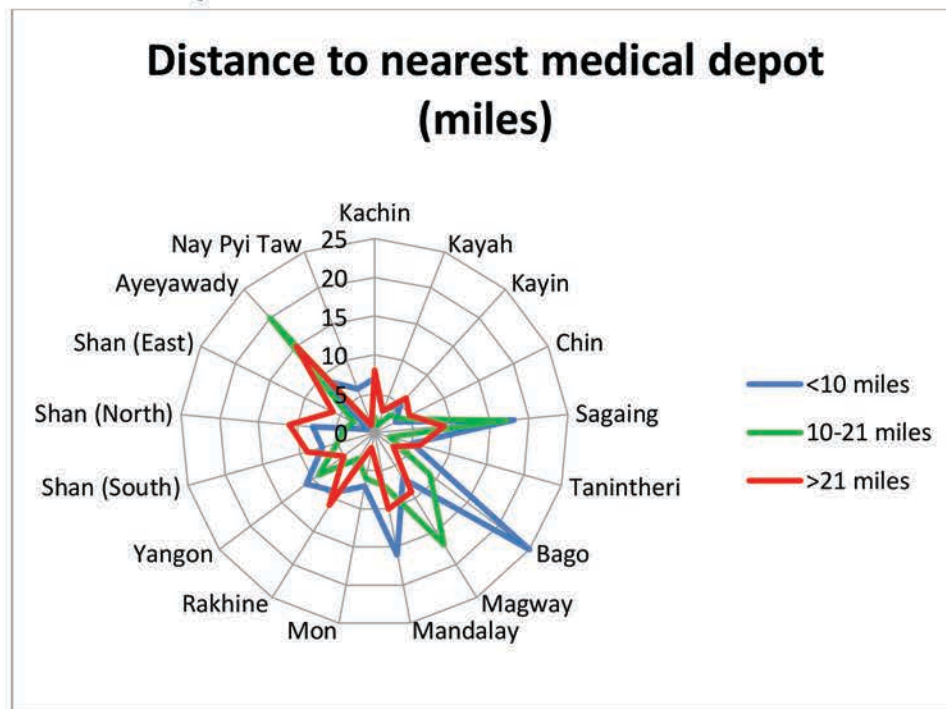 Distance to nearest medical depot
(miles)
Kachin
Kayah
Kayin
Chin
Sagaing
Tanintheri
Bago
Magway
Mandalay
Mon
Rakhine
Yangon
Shan (South)
Shan (North)
Shan (East)
Ayeyawady
Nay Pyi Taw
25
20
15
10
5
0
<10 miles
10-21 miles
>21 miles